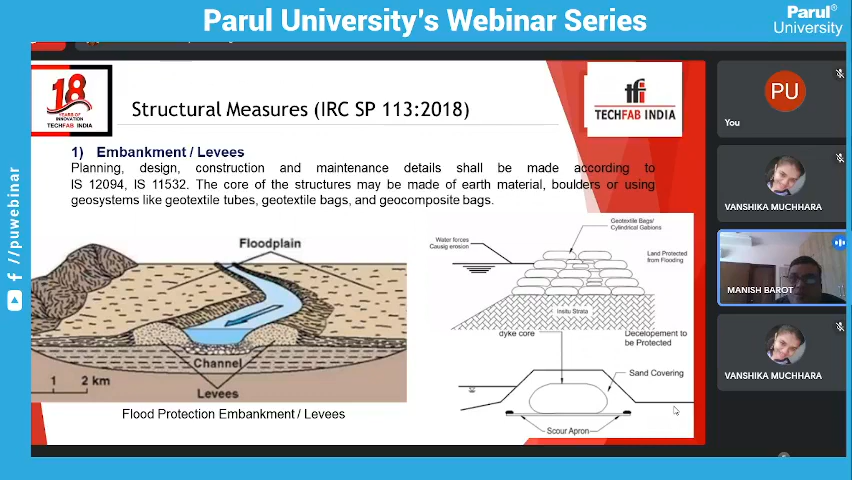 Parul University's Webinar Series
Parul®
University
18
YEARS OF
INNOVATION
TECHFAB INDIA
Structural Measures (IRC SP 113:2018)
tfi
TECHFAB INDIA
1) Embankment / Levees
Planning, design, construction and maintenance details shall be made according to
IS 12094, IS 11532. The core of the structures may be made of earth material, boulders or using
geosystems like geotextile tubes, geotextile bags, and geocomposite bags.
Floodplain
Channel
1 2 km
Levees
Flood Protection Embankment / Levees
Geotextile Bags/
Cylindrical Gabions
Water forces
Causig erosion
Land Protected
from Flooding
insitu Strata
dyke core
Decelopement to
be Protected
Sand Covering
Scour Apron
PU
You
VANSHIKA MUCHHARA
MANISH BAROT
VANSHIKA MUCHHARA
/puwebinar